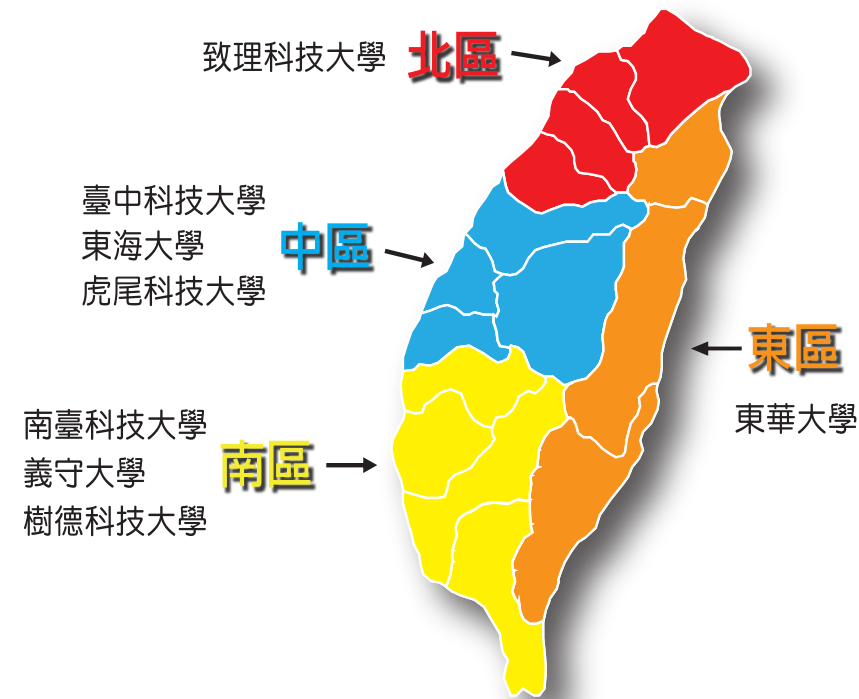 致理科技大學 北區
臺中科技大學
東海大學
虎尾科技大學
中區
東區
東華大學
南臺科技大學
義守大學
樹德科技大學
南區